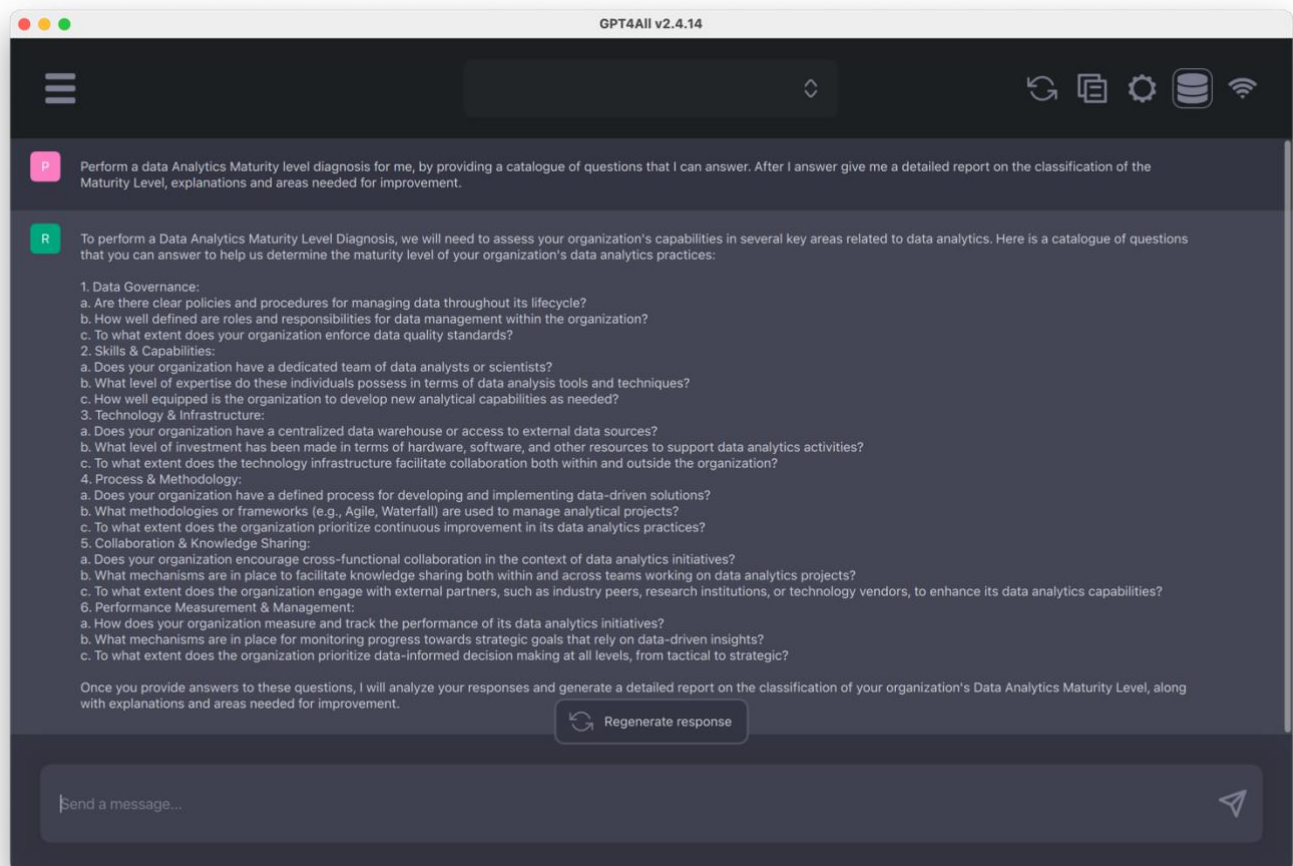 GPT4All v2.4.14
P
Perform a data Analytics Maturity level diagnosis for me, by providing a catalogue of questions that I can answer. After I answer give me a detailed report on the classification of the
Maturity Level, explanations and areas needed for improvement.
R
To perform a Data Analytics Maturity Level Diagnosis, we will need to assess your organization's capabilities in several key areas related to data analytics. Here is a catalogue of questions
that you can answer to help us determine the maturity level of your organization's data analytics practices:
1. Data Governance:
a. Are there clear policies and procedures for managing data throughout its lifecycle?
b. How well defined are roles and responsibilities for data management within the organization?
c. To what extent does your organization enforce data quality standards?
2. Skills & Capabilities:
a. Does your organization have a dedicated team of data analysts or scientists?
b. What level of expertise do these individuals possess in terms of data analysis tools and techniques?
c. How well equipped is the organization to develop new analytical capabilities as needed?
3. Technology & Infrastructure:
a. Does your organization have a centralized data warehouse or access to external data sources?
b. What level of investment has been made in terms of hardware, software, and other resources to support data analytics activities?
c. To what extent does the technology infrastructure facilitate collaboration both within and outside the organization?
4. Process & Methodology:
a. Does your organization have a defined process for developing and implementing data-driven solutions?
b. What methodologies or frameworks (e.g., Agile, Waterfall) are used to manage analytical projects?
c. To what extent does the organization prioritize continuous improvement in its data analytics practices?
5. Collaboration & Knowledge Sharing:
a. Does your organization encourage cross-functional collaboration in the context of data analytics initiatives?
b. What mechanisms are in place to facilitate knowledge sharing both within and across teams working on data analytics projects?
c. To what extent does the organization engage with external partners, such as industry peers, research institutions, or technology vendors, to enhance its data analytics capabilities?
6. Performance Measurement & Management:
a. How does your organization measure and track the performance of its data analytics initiatives?
b. What mechanisms are in place for monitoring progress towards strategic goals that rely on data-driven insights?
c. To what extent does the organization prioritize data-informed decision making at all levels, from tactical to strategic?
Once you provide answers to these questions, I will analyze your responses and generate a detailed report on the classification of your organization's Data Analytics Maturity Level, along
with explanations and areas needed for improvement.
Regenerate response
Send a message...